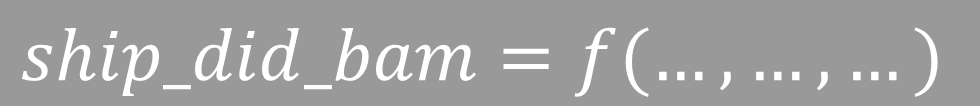 ship_did_bam = f(… , … , … )